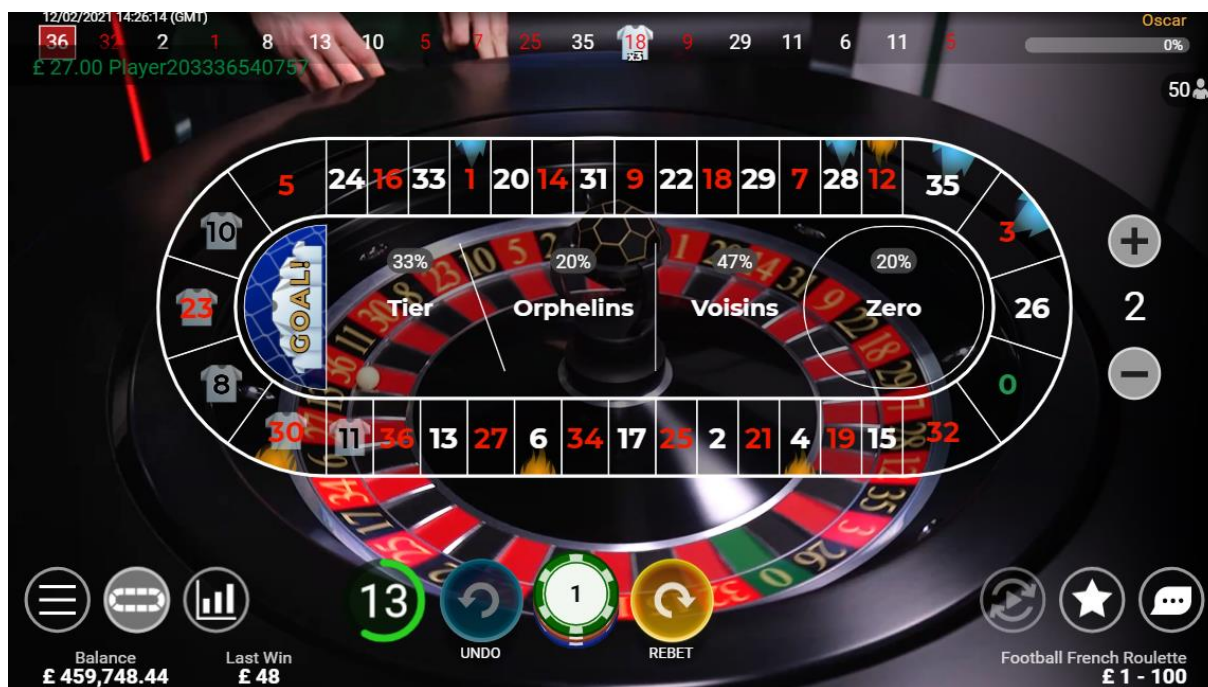 12/02/2021 14:26:14 (GMT)
Oscar
36 32 2 1 8 13 10 5 7 25 35 18 9 29 11 6 11 5
x3
0%
£ 27.00 Player203336540757
50
5 24 16 33 1 20 14 31 9 22 18 29 7 28 12 35
10
3
33% 20% 47% 20%
GOAL!
23
Tier Orphelins Voisins Zero
26
2
8
0
30 11 36 13 27 6 34 17 25 2 21 4 19 15 32
13
1
UNDO
REBET
Balance
£ 459,748.44
Last Win
£ 48
Football French Roulette
£ 1 - 100